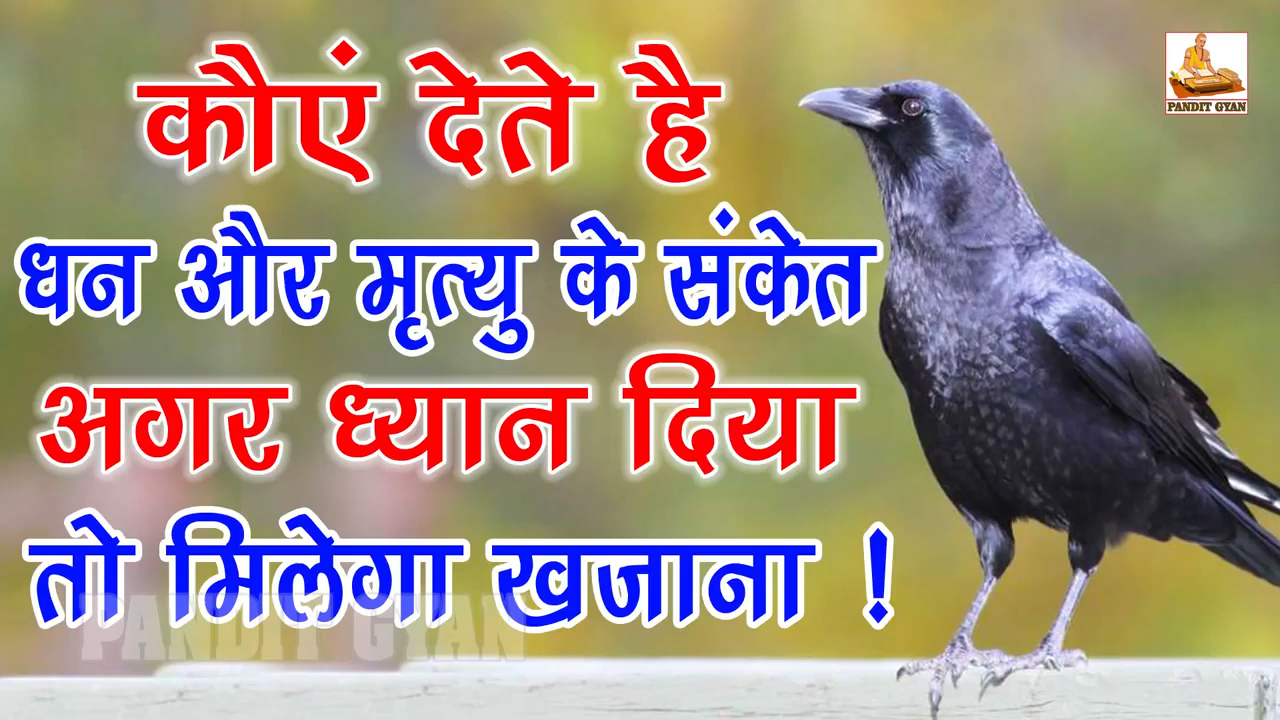 कौएं देते है
धन और मृत्यु के संकेत
अगर ध्यान दिया
तो मिलेगा खजाना !
PANDIT GYAN
PANDIT GYAN